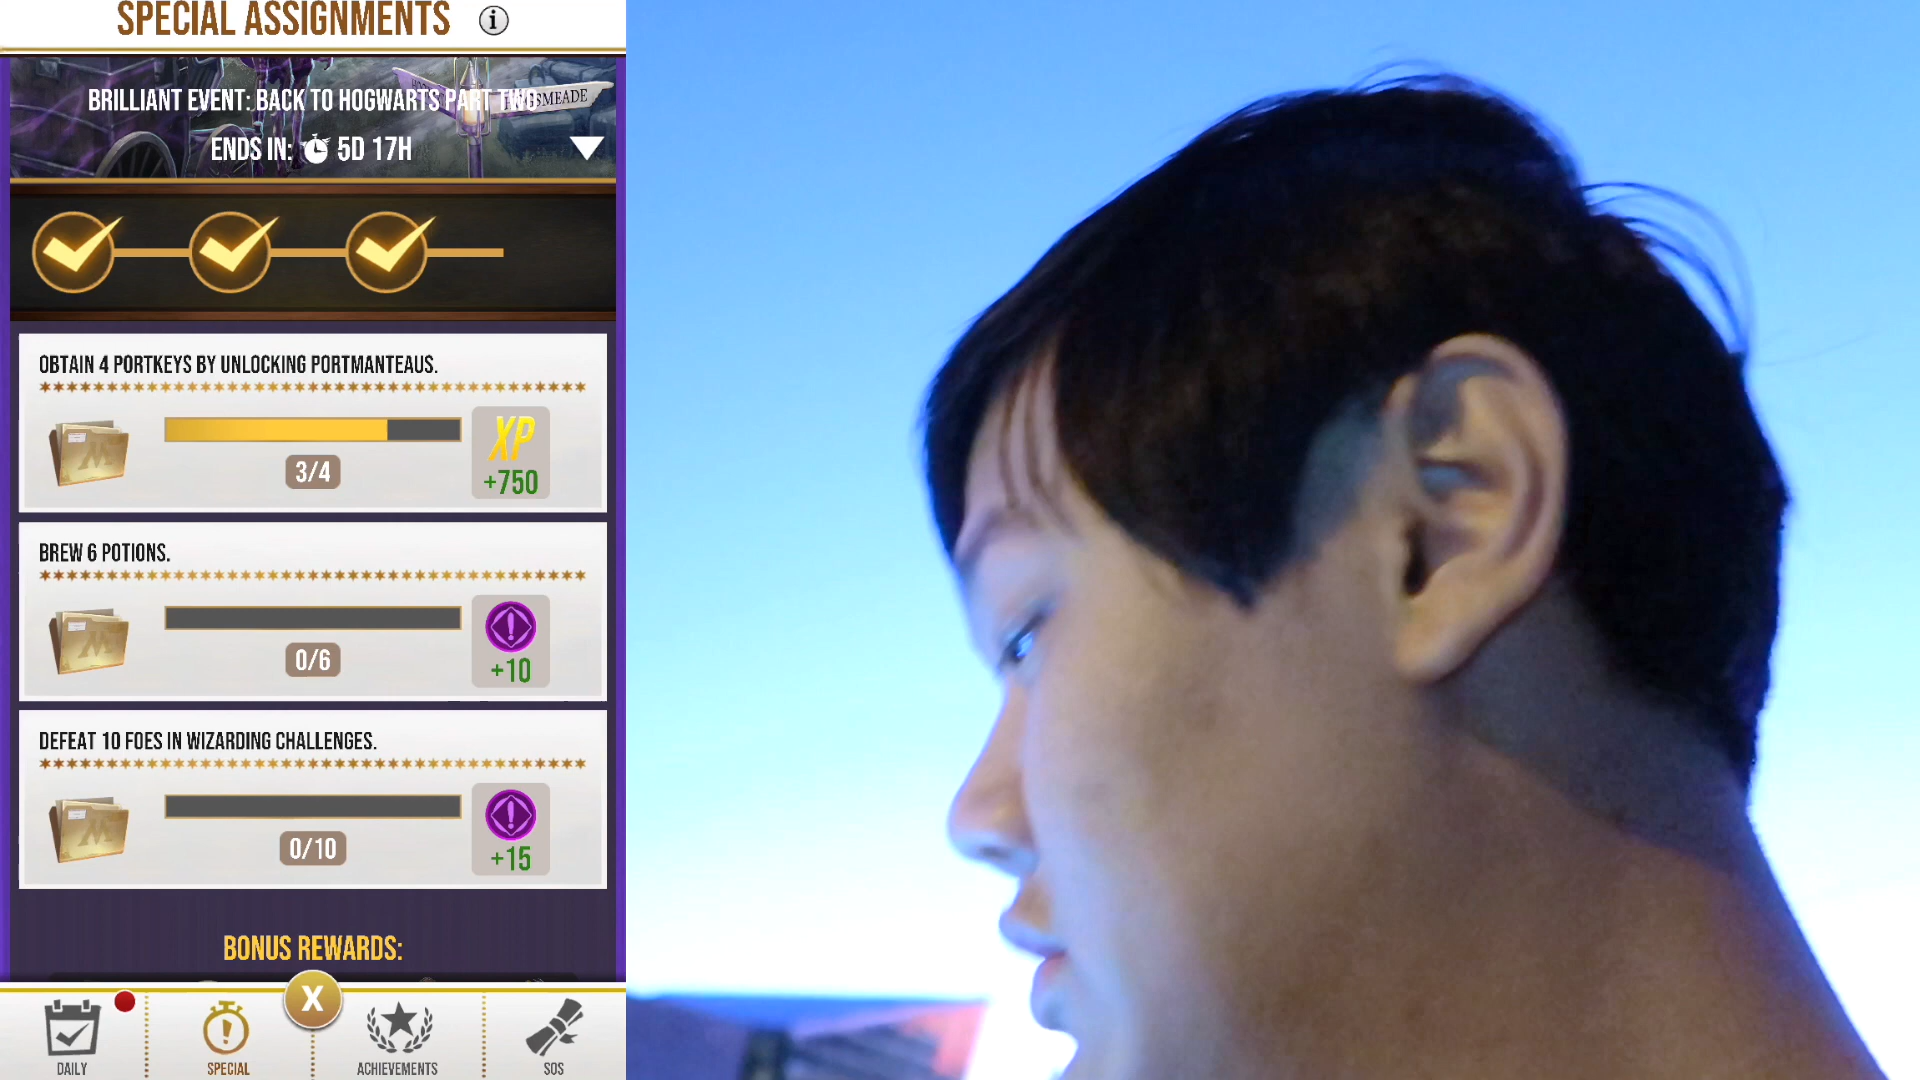 SPECIAL ASSIGNMENTS
BRILLIANT EVENT: BACK TO HOGWARTS PART TWO
ENDS IN: 5D 17H
OBTAIN 4 PORTKEYS BY UNLOCKING PORTMANTEAUS.
XP
3/4
+750
BREW 6 POTIONS.
0/6
+10
DEFEAT 10 FOES IN WIZARDING CHALLENGES.
0/10
+15
BONUS REWARDS:
X
DAILY
SPECIAL
ACHIEVEMENTS
SOS